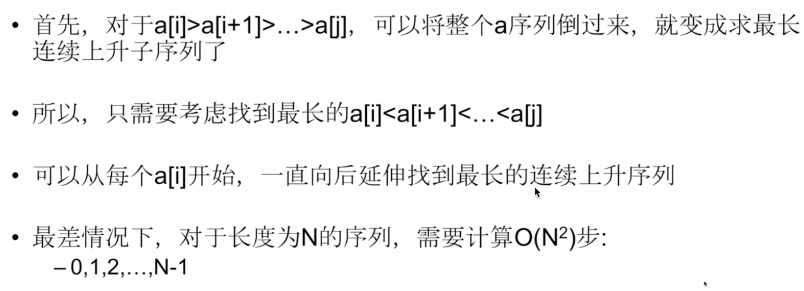 • 首先，对于a[i]>a[i+1]>…>a[j]，可以将整个a序列倒过来，就变成求最长
连续上升子序列了
• 所以，只需要考虑找到最长的a[i]<a[i+1]<…<a[j]
• 可以从每个a[i]开始，一直向后延伸找到最长的连续上升序列
• 最差情况下，对于长度为N的序列，需要计算O(N²)步:
– 0,1,2,…,N-1